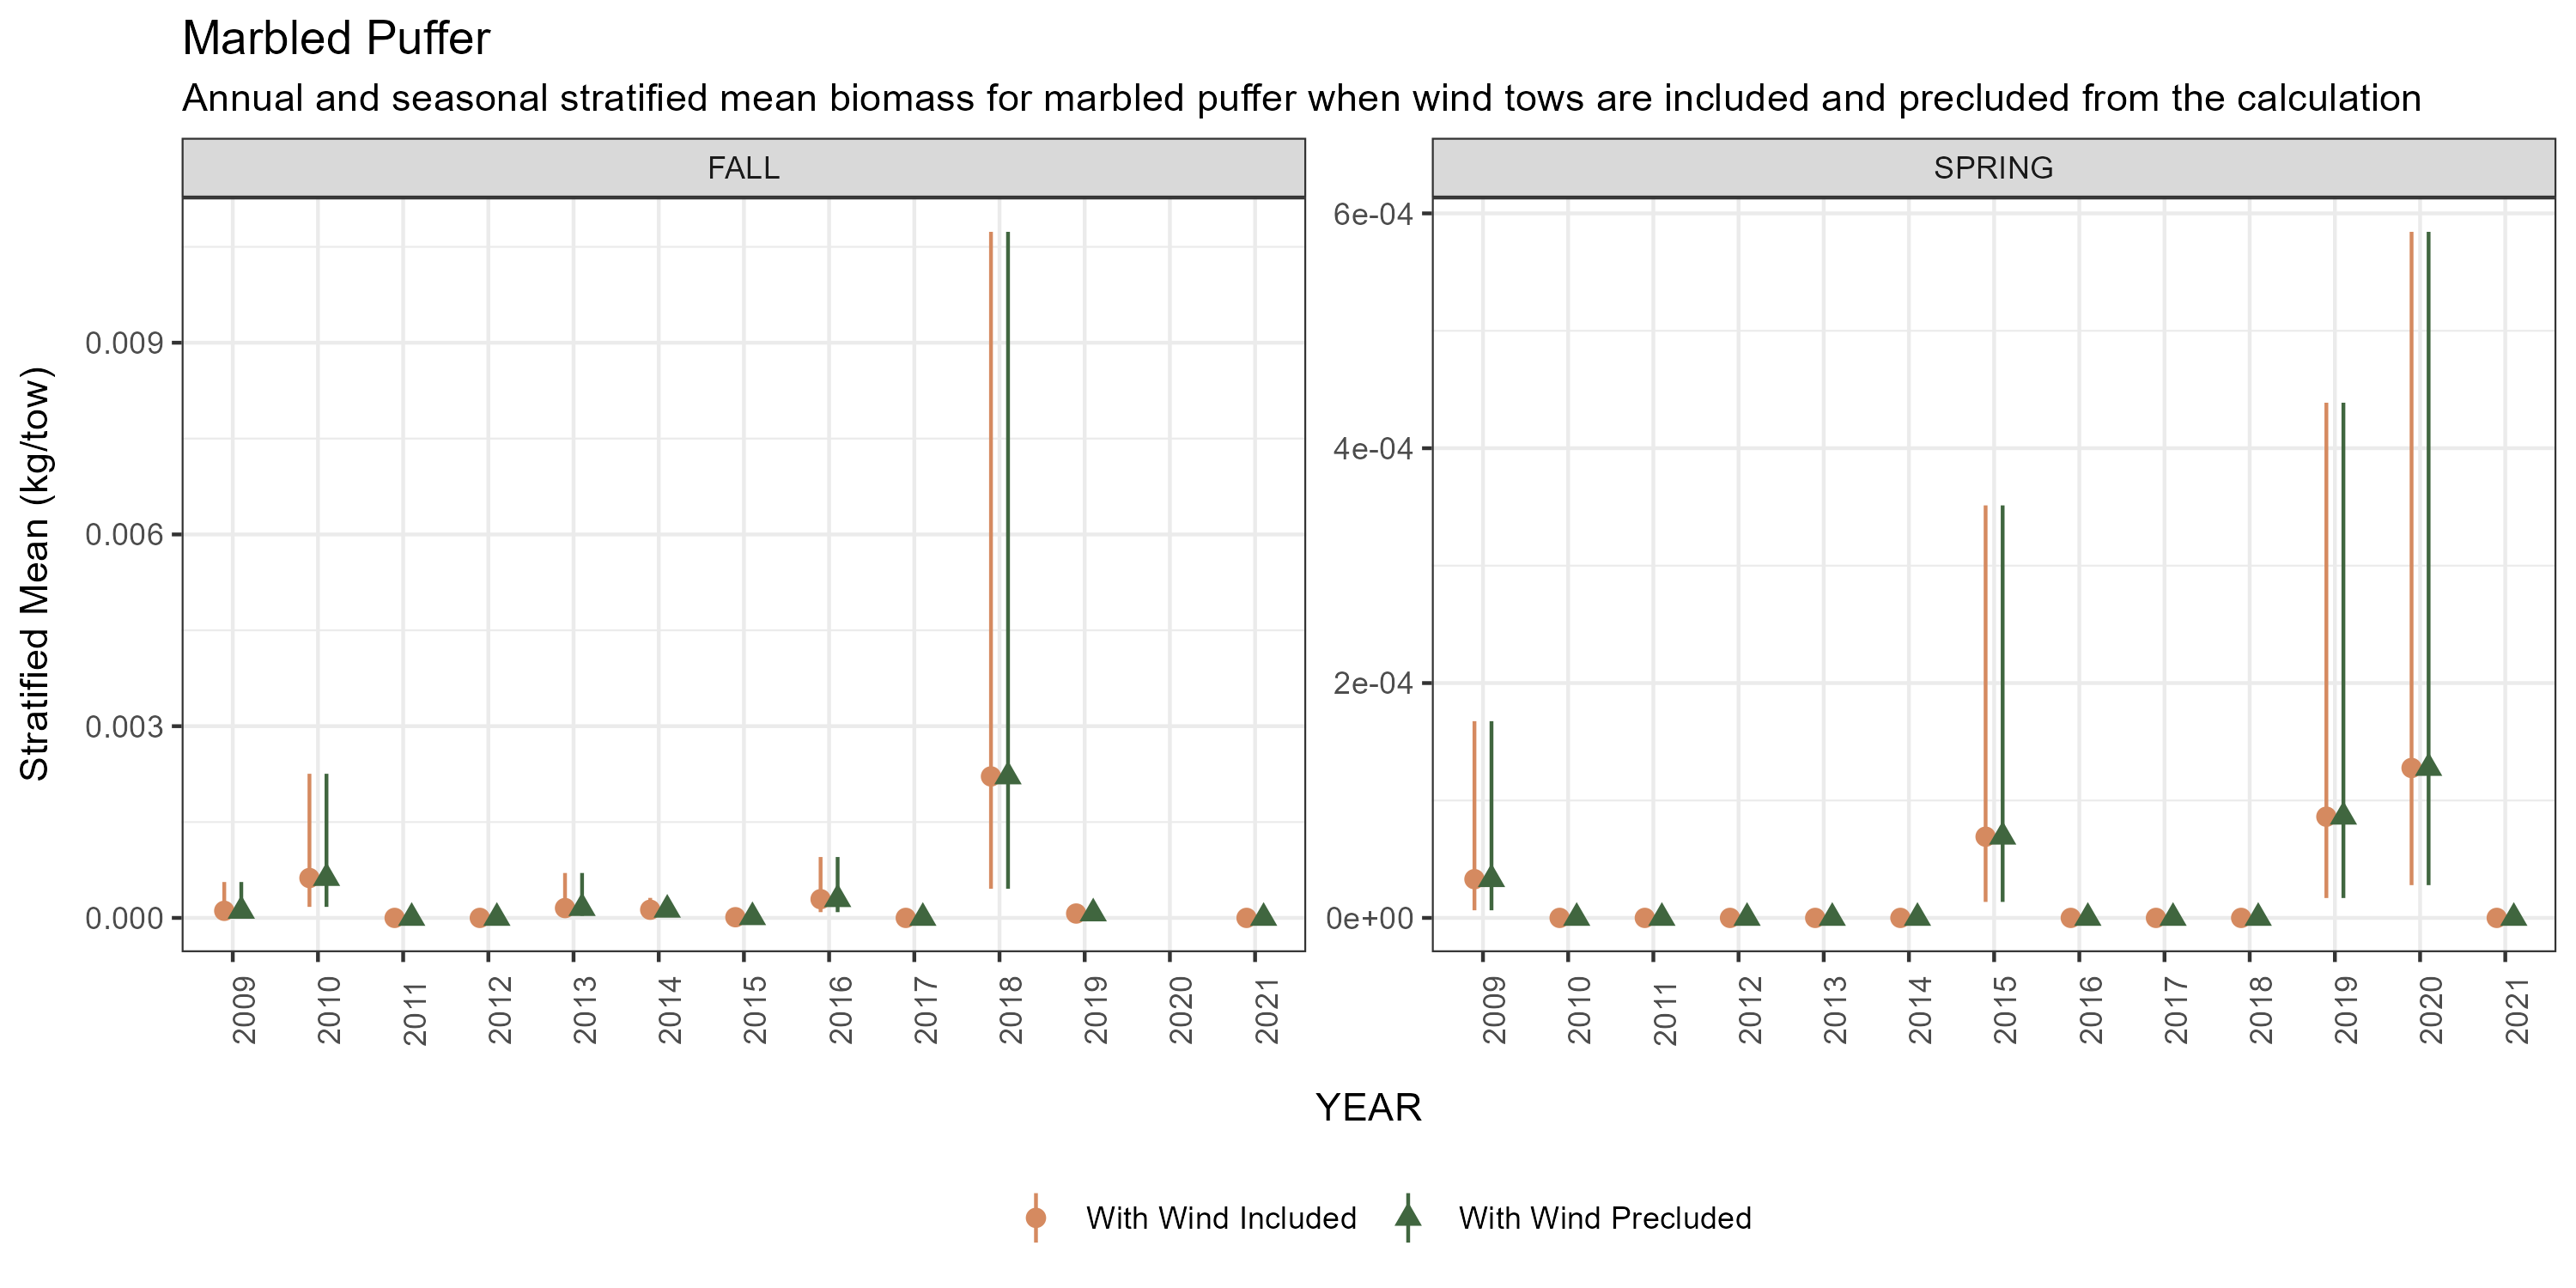 Marbled Puffer
Annual and seasonal stratified mean biomass for marbled puffer when wind tows are included and precluded from the calculation
FALL
SPRING
Stratified Mean (kg/tow)
0.009
0.006
0.003
0.000
6e-04
4e-04
2e-04
0e+00
2009 2010 2011 2012 2013 2014 2015 2016 2017 2018 2019 2020 2021
2009 2010 2011 2012 2013 2014 2015 2016 2017 2018 2019 2020 2021
YEAR
With Wind Included With Wind Precluded